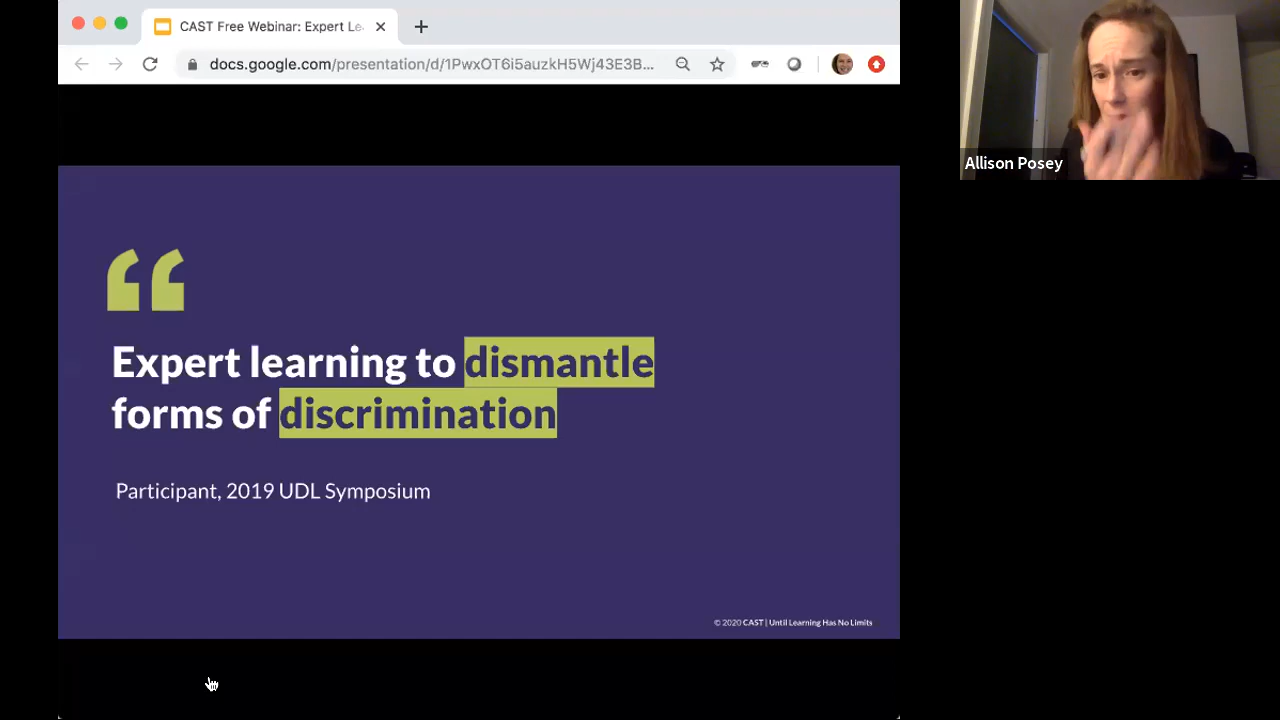 CAST Free Webinar: Expert Le
docs.google.com/presentation/d/1PwxOT6i5auzkH5Wj43E3B...
Allison Posey
“
Expert learning to dismantle
forms of discrimination
Participant, 2019 UDL Symposium
© 2020 CAST | Until Learning Has No Limits